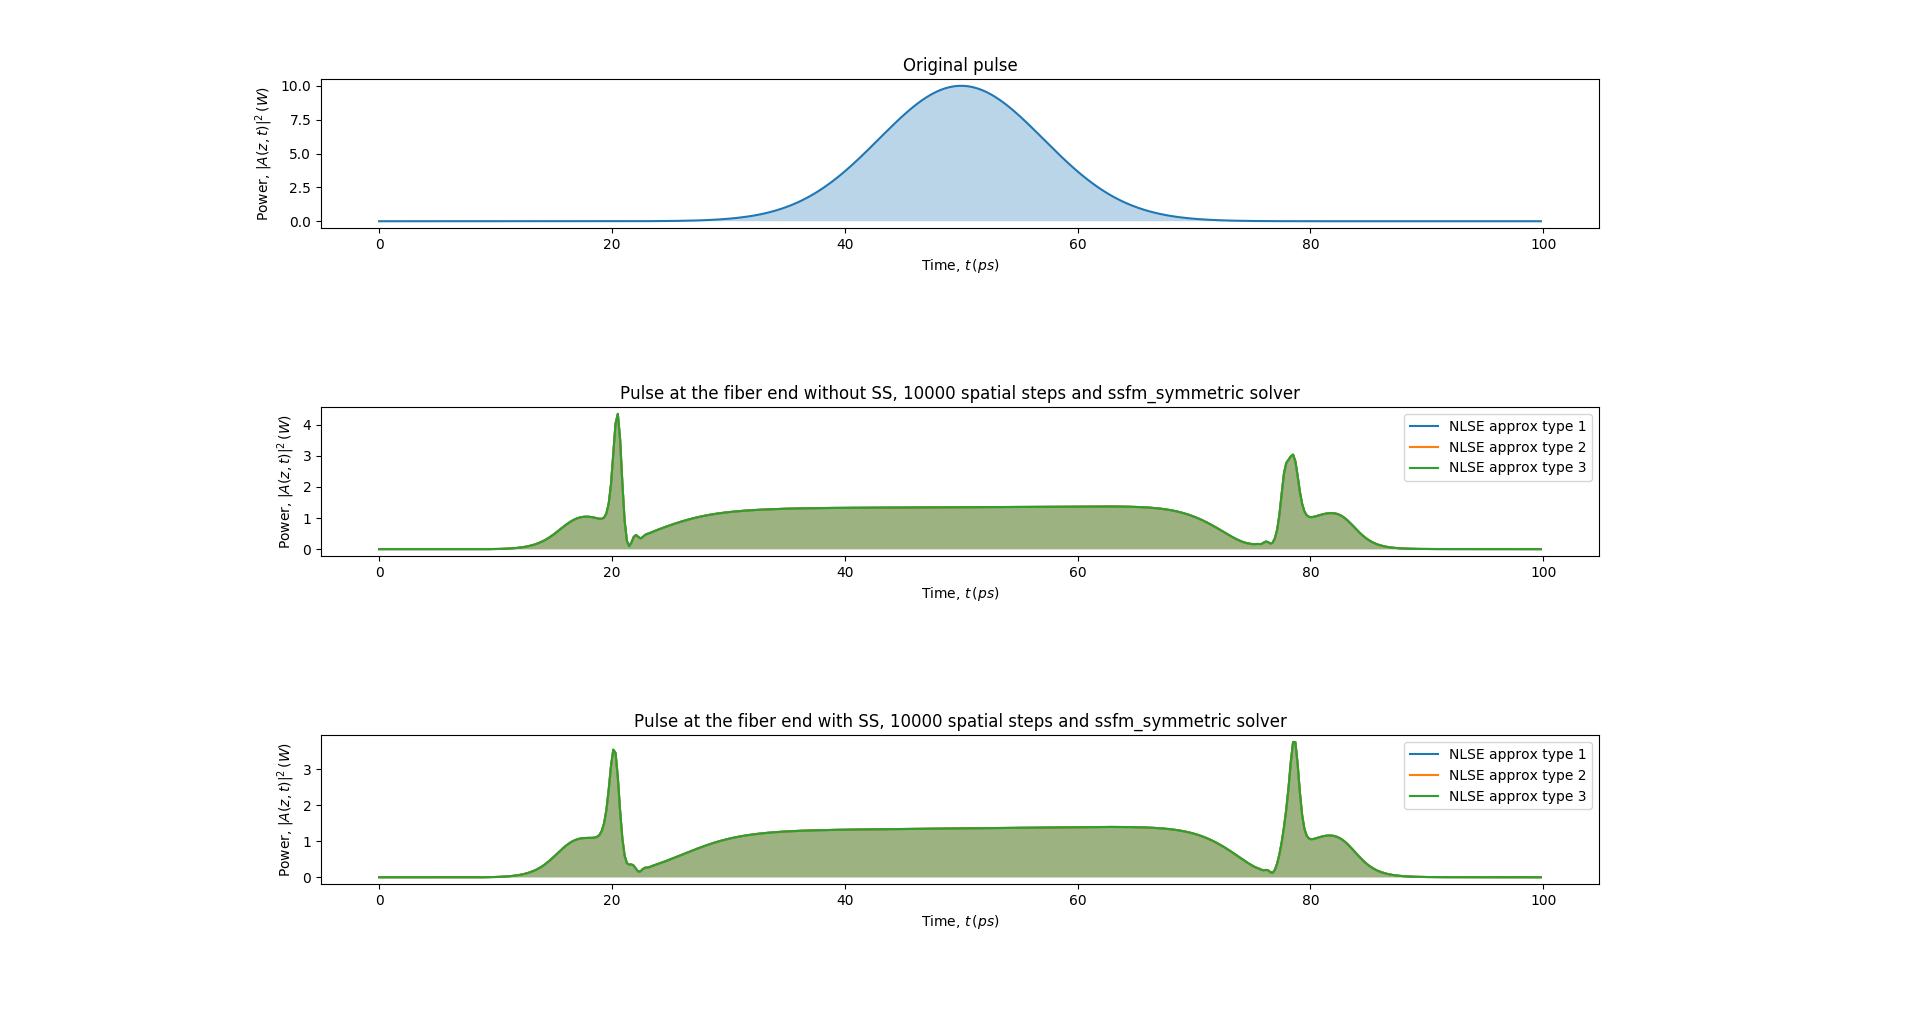 Original pulse
10.0
7.5
5.0
2.5
0.0
Power, |A(z, t)|² (W)
0 20 40 60 80 100
Time, t (ps)
Pulse at the fiber end without SS, 10000 spatial steps and ssfm_symmetric solver
4
3
2
1
0
Power, |A(z, t)|² (W)
NLSE approx type 1
NLSE approx type 2
NLSE approx type 3
0 20 40 60 80 100
Time, t (ps)
Pulse at the fiber end with SS, 10000 spatial steps and ssfm_symmetric solver
3
2
1
0
Power, |A(z, t)|² (W)
NLSE approx type 1
NLSE approx type 2
NLSE approx type 3
0 20 40 60 80 100
Time, t (ps)